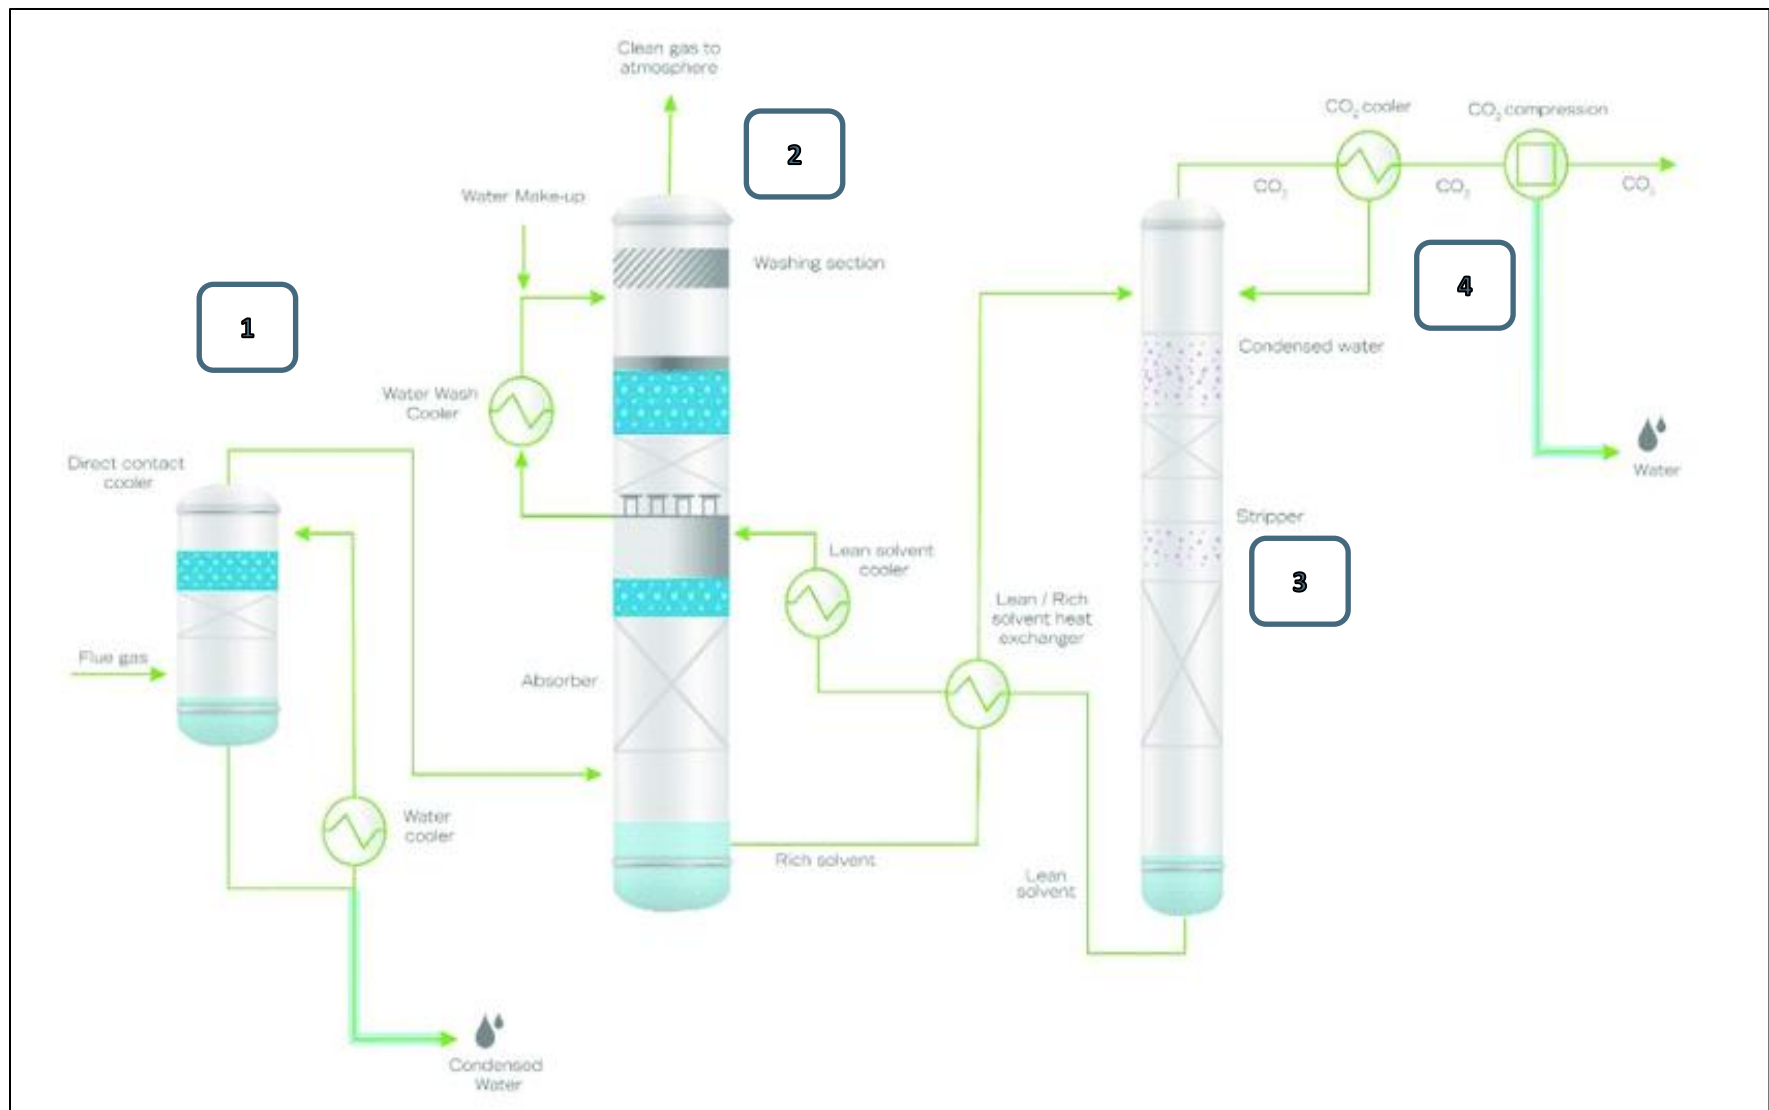 Clean gas to
atmosphere
2
CO₂ cooler
CO₂ compression
CO₂
CO₂
CO₂
Water Make-up
Washing section
4
1
Condensed water
Water Wash
Cooler
Direct contact
cooler
Water
Stripper
3
Lean solvent
cooler
Lean / Rich
solvent heat
exchanger
Flue gas
Absorber
Water
cooler
Rich solvent
Lean
solvent
Condensed
Water